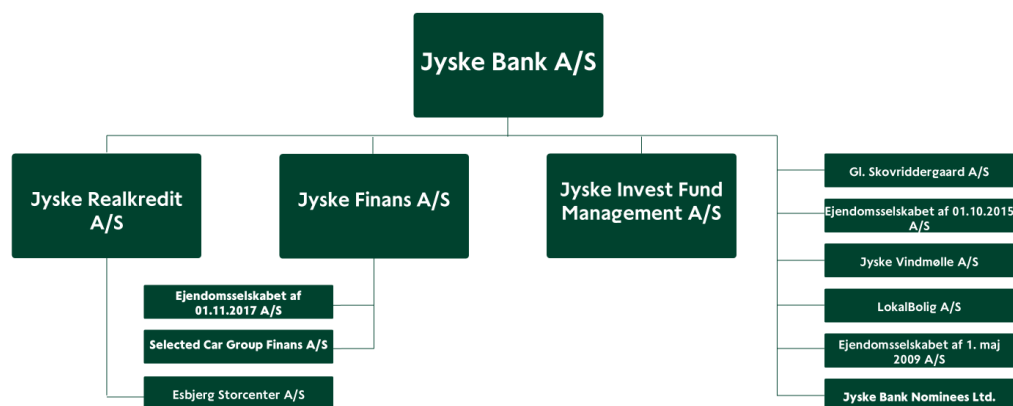 Jyske Bank A/S
Jyske Realkredit
A/S
Jyske Finans A/S
Jyske Invest Fund
Management A/S
Gl. Skovriddergaard A/S
Ejendomsselskabet af 01.10.2015
A/S
Jyske Vindmølle A/S
LokalBolig A/S
Ejendomsselskabet af 1. maj
2009 A/S
Jyske Bank Nominees Ltd.
Ejendomsselskabet af
01.11.2017 A/S
Selected Car Group Finans A/S
Esbjerg Storcenter A/S